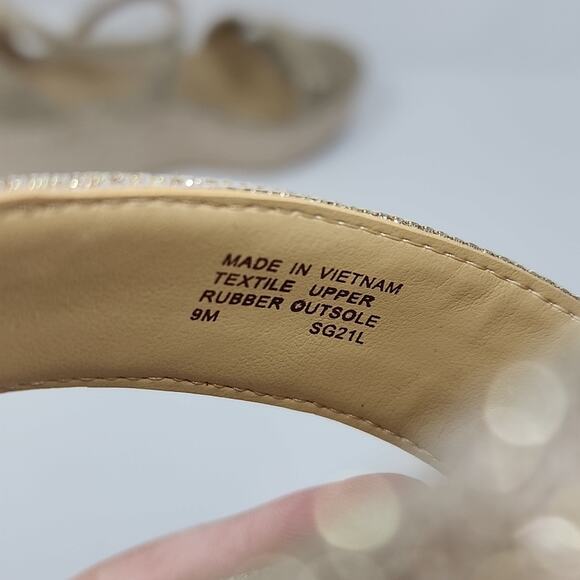 MADE IN VIETNAM
TEXTILE UPPER
RUBBER OUTSOLE
9M SG21L